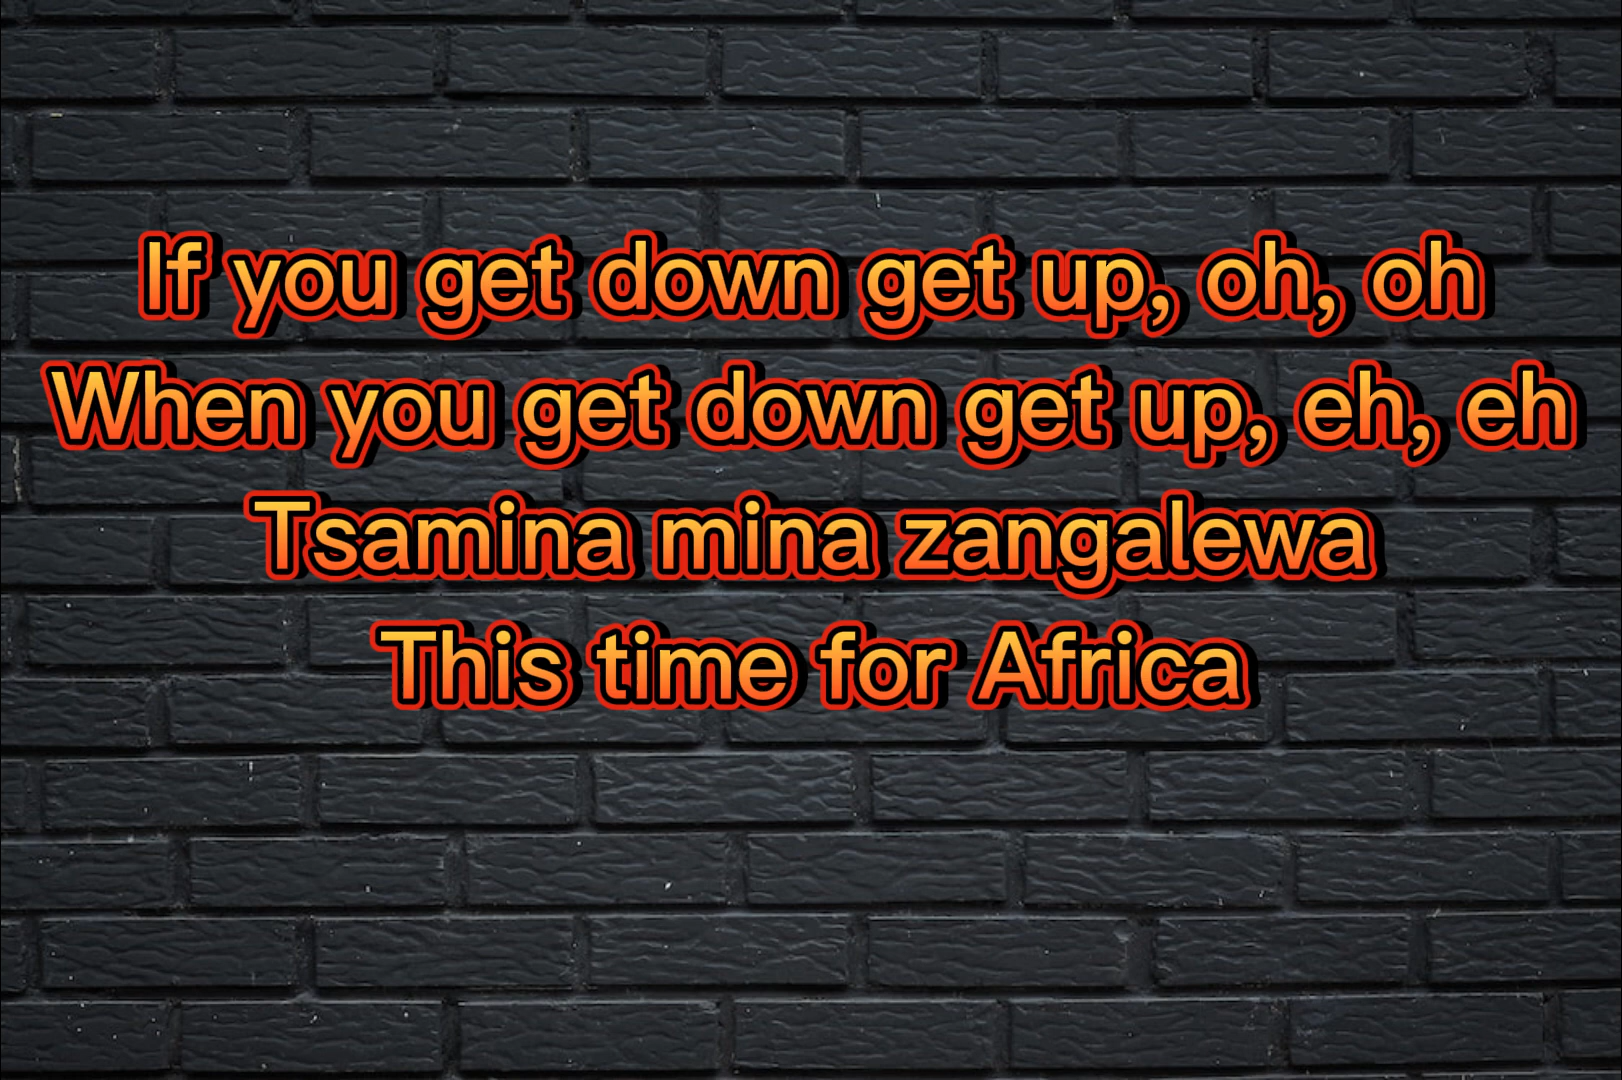 If you get down get up, oh, oh
When you get down get up, eh, eh
Tsamina mina zangalewa
This time for Africa